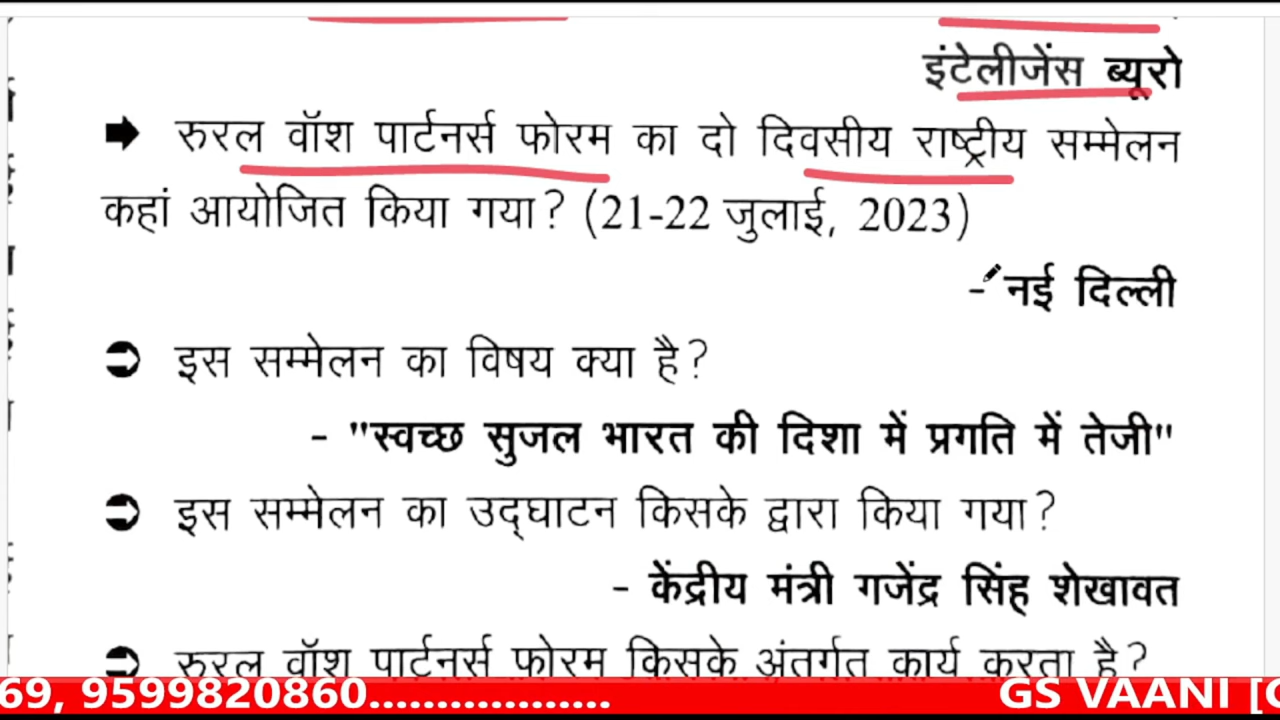 इंटेलीजेंस ब्यूरो
रुरल वॉश पार्टनर्स फोरम का दो दिवसीय राष्ट्रीय सम्मेलन
कहां आयोजित किया गया? (21-22 जुलाई, 2023)
- नई दिल्ली
इस सम्मेलन का विषय क्या है?
- "स्वच्छ सुजल भारत की दिशा में प्रगति में तेजी"
इस सम्मेलन का उद्घाटन किसके द्वारा किया गया?
- केंद्रीय मंत्री गजेंद्र सिंह शेखावत
रुरल वॉश पार्टनर्स फोरम किसके अंतर्गत कार्य करता है?
69, 9599820860.................. GS VAANI [